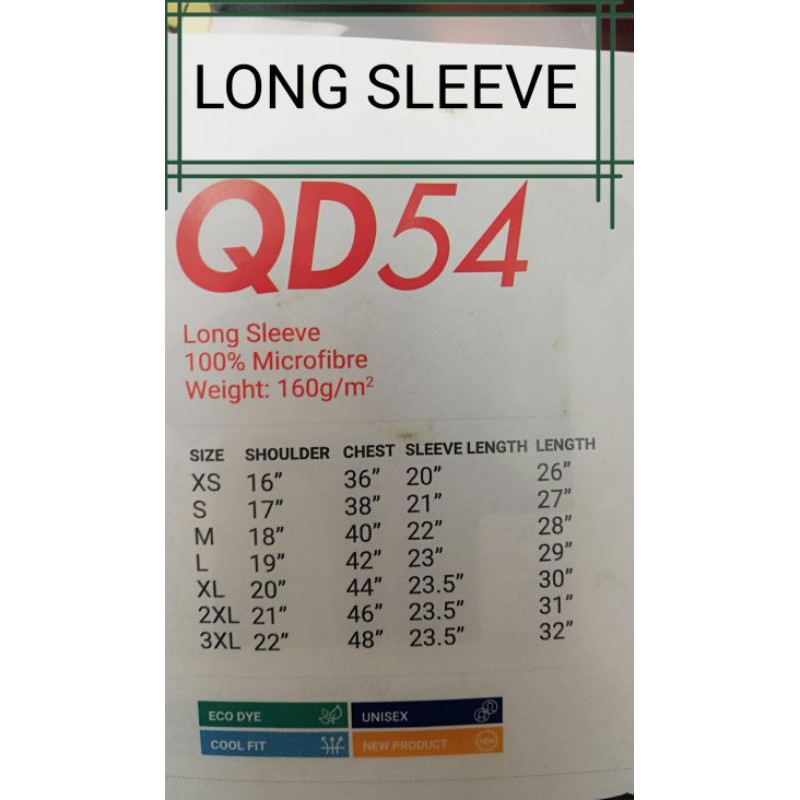 LONG SLEEVE
QD54
Long Sleeve
100% Microfibre
Weight: 160g/m²
SIZE SHOULDER CHEST SLEEVE LENGTH LENGTH
XS 16” 36” 20” 26”
S 17” 38” 21” 27”
M 18” 40” 22” 28”
L 19” 42” 23” 29”
XL 20” 44” 23.5” 30”
2XL 21” 46” 23.5” 31”
3XL 22” 48” 23.5” 32”
ECO DYE UNISEX
COOL FIT NEW PRODUCT NEW